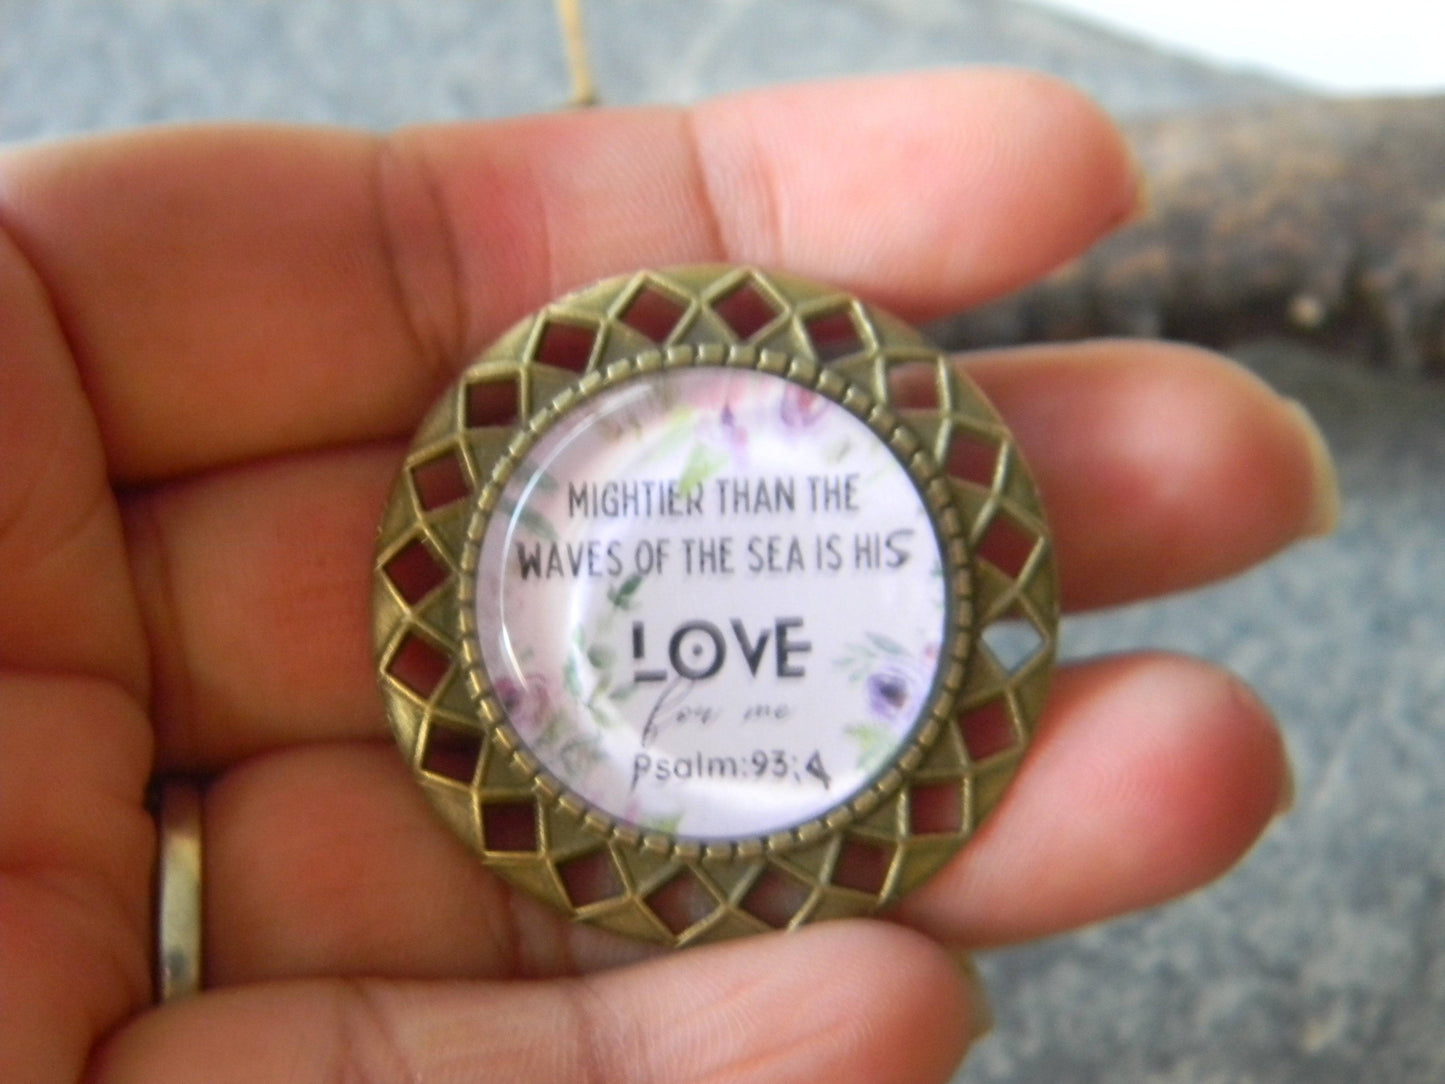 MIGHTIER THAN THE
WAVES OF THE SEA IS HIS
LOVE
for me
Psalm:93:4